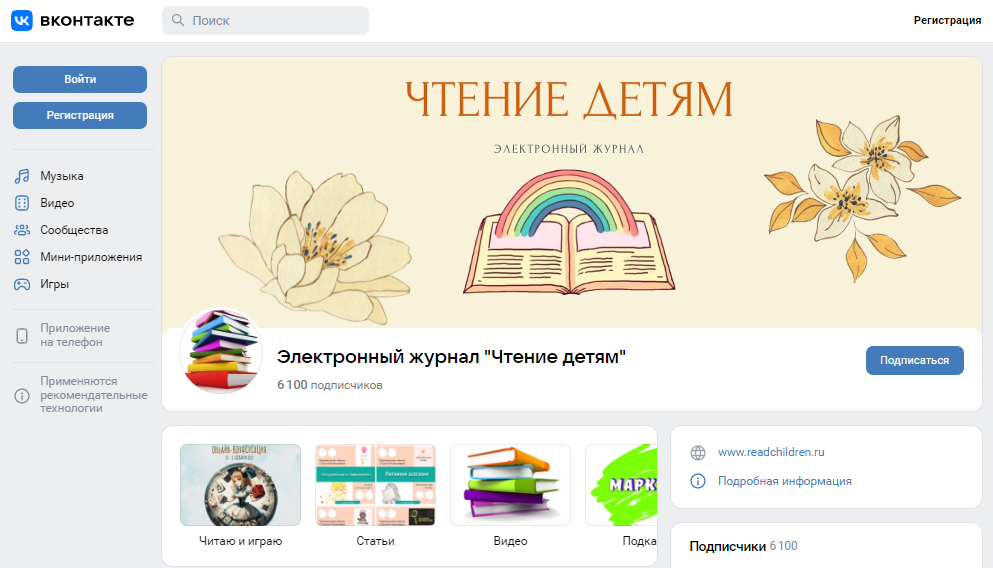 вконтакте
Поиск
Регистрация
Войти
Регистрация
Музыка
Видео
Сообщества
Мини-приложения
Игры
Приложение
на телефон
Применяются
рекомендательные
технологии
ЧТЕНИЕ ДЕТЯМ
ЭЛЕКТРОННЫЙ ЖУРНАЛ
Электронный журнал "Чтение детям"
6 100 подписчиков
Подписаться
ОНЛАЙН-КОНФЕРЕНЦИЯ
МАРК
Читаю и играю
Статьи
Видео
Подка
www.readchildren.ru
Подробная информация
Подписчики 6 100